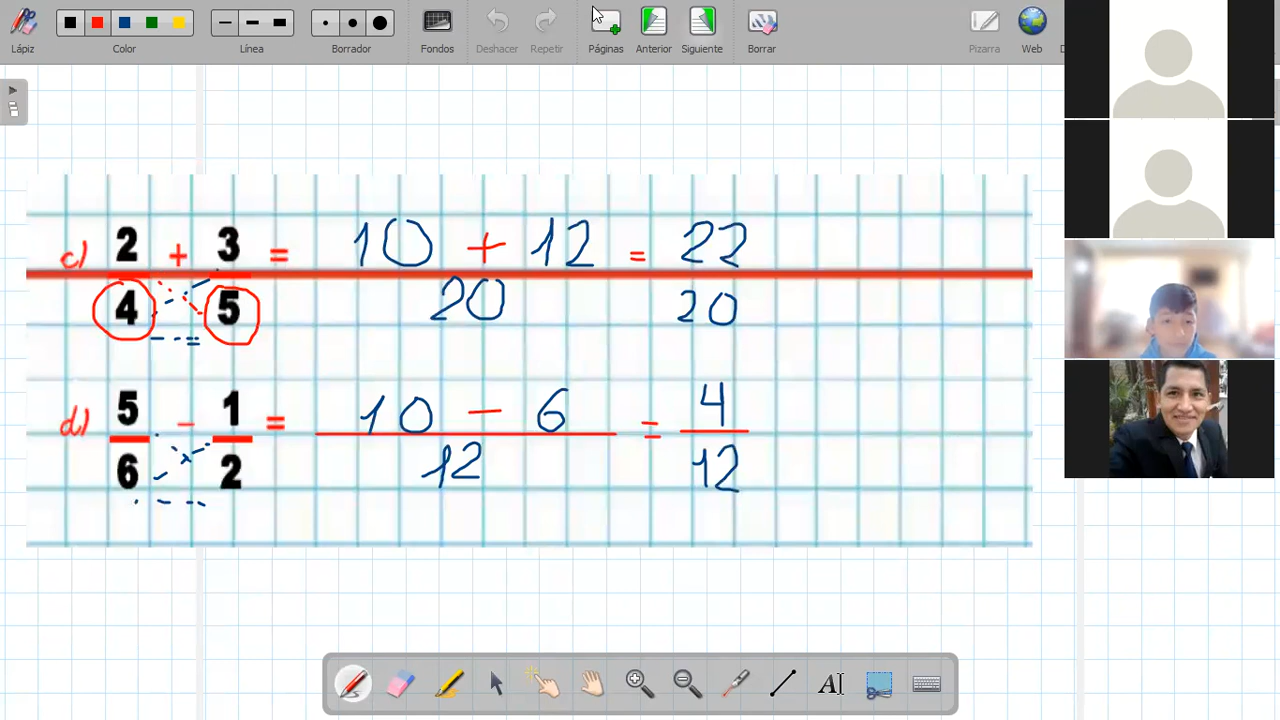 Lápiz Color Línea Borrador Fondos Deshacer Repetir Páginas Anterior Siguiente Borrar Pizarra Web
c) 2/4 + 3/5 = 10 + 12 / 20 = 22/20
d) 5/6 - 1/2 = 10 - 6 / 12 = 4/12